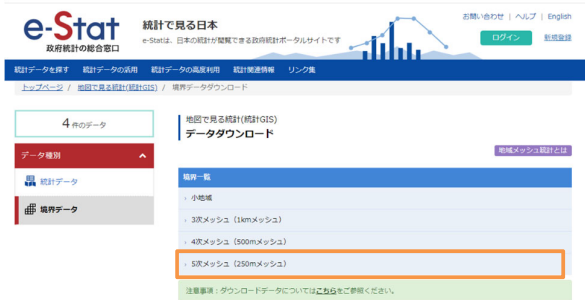 お問い合わせ | ヘルプ | English
e-Stat
政府統計の総合窓口
統計で見る日本
e-Statは、日本の統計が閲覧できる政府統計ポータルサイトです
ログイン
新規登録
統計データを探す 統計データの活用 統計データの高度利用 統計関連情報 リンク集
トップページ / 地図で見る統計(統計GIS) / 境界データダウンロード
4 件のデータ
データ種別
統計データ
境界データ
地図で見る統計(統計GIS)
データダウンロード
地域メッシュ統計とは
境界一覧
› 小地域
› 3次メッシュ（1kmメッシュ）
› 4次メッシュ（500mメッシュ）
› 5次メッシュ（250mメッシュ）
注意事項：ダウンロードデータについてはこちらをご参照ください。